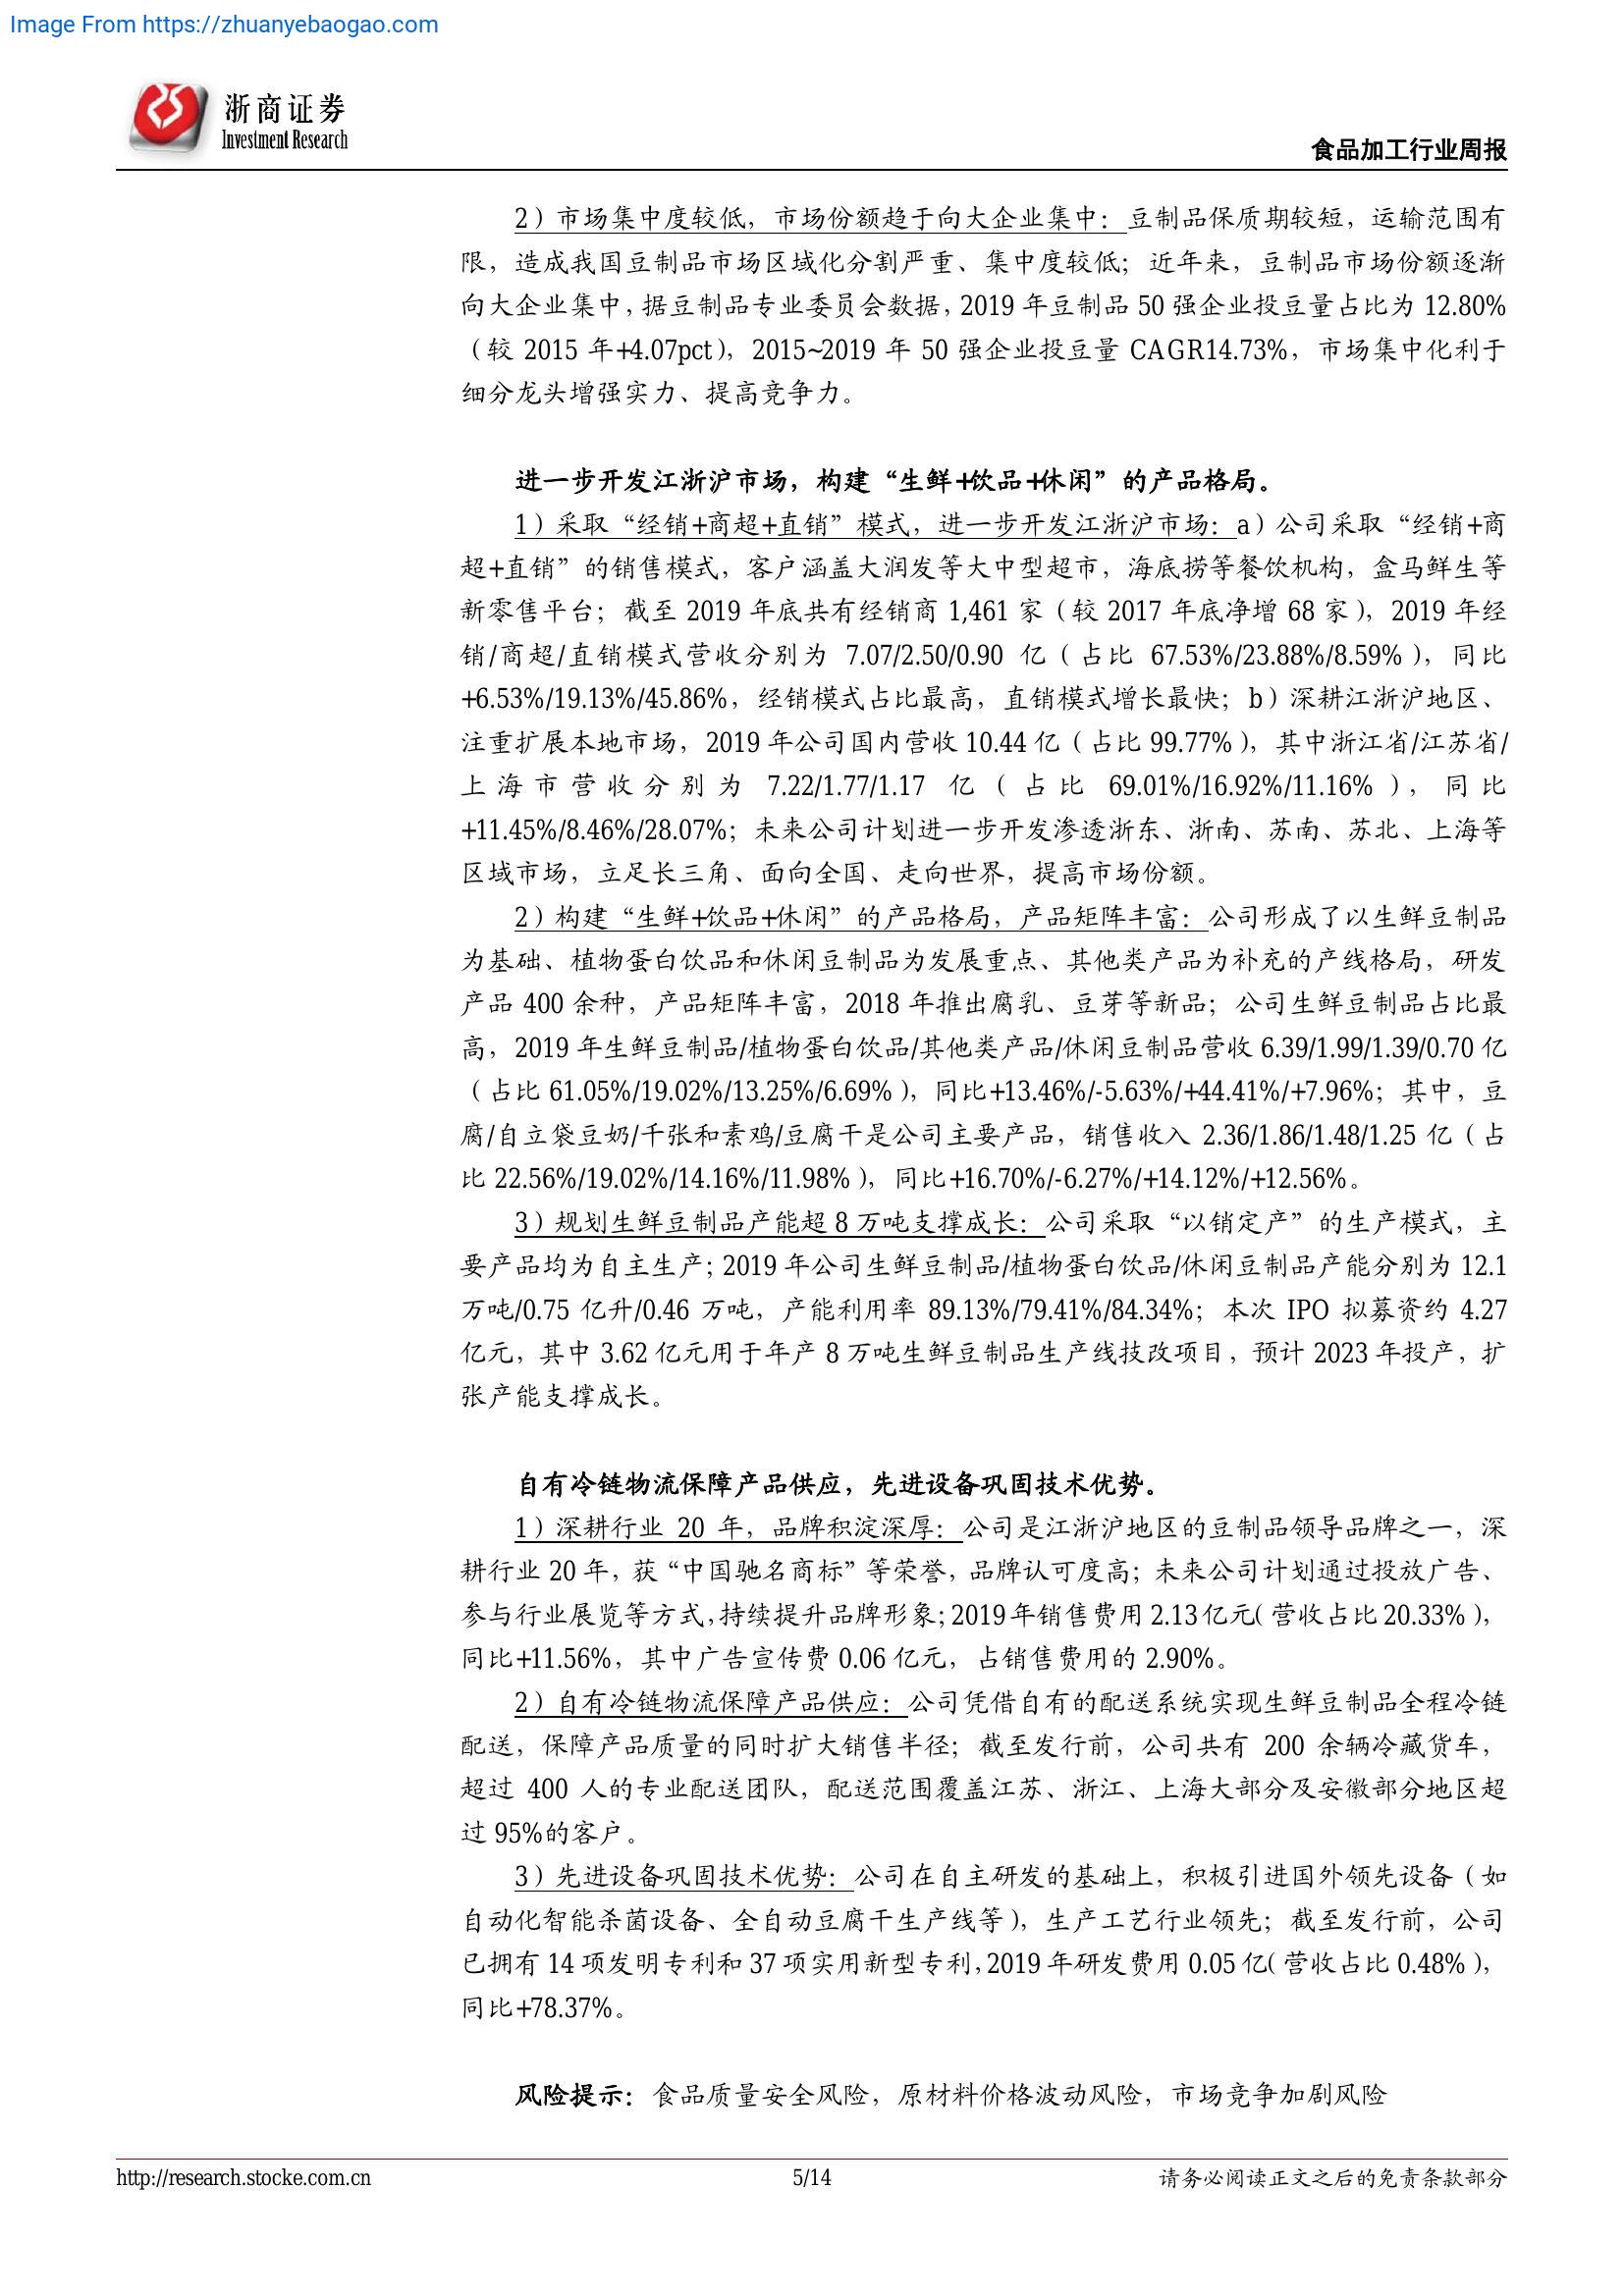 Image From https://zhuanyebaogao.com
浙商证券
Investment Research
食品加工行业周报
2）市场集中度较低，市场份额趋于向大企业集中：豆制品保质期较短，运输范围有
限，造成我国豆制品市场区域化分割严重、集中度较低；近年来，豆制品市场份额逐渐
向大企业集中，据豆制品专业委员会数据，2019 年豆制品 50 强企业投豆量占比为 12.80%
（较 2015 年+4.07pct），2015~2019 年 50 强企业投豆量 CAGR14.73%，市场集中化利于
细分龙头增强实力、提高竞争力。
进一步开发江浙沪市场，构建“生鲜+饮品+休闲”的产品格局。
1）采取“经销+商超+直销”模式，进一步开发江浙沪市场：a）公司采取“经销+商
超+直销”的销售模式，客户涵盖大润发等大中型超市，海底捞等餐饮机构，盒马鲜生等
新零售平台；截至 2019 年底共有经销商 1,461 家（较 2017 年底净增 68 家），2019 年经
销/商超/直销模式营收分别为 7.07/2.50/0.90 亿（占比 67.53%/23.88%/8.59%），同比
+6.53%/19.13%/45.86%，经销模式占比最高，直销模式增长最快；b）深耕江浙沪地区、
注重扩展本地市场，2019 年公司国内营收 10.44 亿（占比 99.77%），其中浙江省/江苏省/
上海市营收分别为 7.22/1.77/1.17 亿（占比 69.01%/16.92%/11.16%），同比
+11.45%/8.46%/28.07%；未来公司计划进一步开发渗透浙东、浙南、苏南、苏北、上海等
区域市场，立足长三角、面向全国、走向世界，提高市场份额。
2）构建“生鲜+饮品+休闲”的产品格局，产品矩阵丰富：公司形成了以生鲜豆制品
为基础、植物蛋白饮品和休闲豆制品为发展重点、其他类产品为补充的产线格局，研发
产品 400 余种，产品矩阵丰富，2018 年推出腐乳、豆芽等新品；公司生鲜豆制品占比最
高，2019 年生鲜豆制品/植物蛋白饮品/其他类产品/休闲豆制品营收 6.39/1.99/1.39/0.70 亿
（占比 61.05%/19.02%/13.25%/6.69%），同比+13.46%/-5.63%/+44.41%/+7.96%；其中，豆
腐/自立袋豆奶/千张和素鸡/豆腐干是公司主要产品，销售收入 2.36/1.86/1.48/1.25 亿（占
比 22.56%/19.02%/14.16%/11.98%），同比+16.70%/-6.27%/+14.12%/+12.56%。
3）规划生鲜豆制品产能超 8 万吨支撑成长：公司采取“以销定产”的生产模式，主
要产品均为自主生产；2019 年公司生鲜豆制品/植物蛋白饮品/休闲豆制品产能分别为 12.1
万吨/0.75 亿升/0.46 万吨，产能利用率 89.13%/79.41%/84.34%；本次 IPO 拟募资约 4.27
亿元，其中 3.62 亿元用于年产 8 万吨生鲜豆制品生产线技改项目，预计 2023 年投产，扩
张产能支撑成长。
自有冷链物流保障产品供应，先进设备巩固技术优势。
1）深耕行业 20 年，品牌积淀深厚：公司是江浙沪地区的豆制品领导品牌之一，深
耕行业 20 年，获“中国驰名商标”等荣誉，品牌认可度高；未来公司计划通过投放广告、
参与行业展览等方式，持续提升品牌形象；2019 年销售费用 2.13 亿元（营收占比 20.33%），
同比+11.56%，其中广告宣传费 0.06 亿元，占销售费用的 2.90%。
2）自有冷链物流保障产品供应：公司凭借自有的配送系统实现生鲜豆制品全程冷链
配送，保障产品质量的同时扩大销售半径；截至发行前，公司共有 200 余辆冷藏货车，
超过 400 人的专业配送团队，配送范围覆盖江苏、浙江、上海大部分及安徽部分地区超
过 95%的客户。
3）先进设备巩固技术优势：公司在自主研发的基础上，积极引进国外领先设备（如
自动化智能杀菌设备、全自动豆腐干生产线等），生产工艺行业领先；截至发行前，公司
已拥有 14 项发明专利和 37 项实用新型专利，2019 年研发费用 0.05 亿（营收占比 0.48%），
同比+78.37%。
风险提示：食品质量安全风险，原材料价格波动风险，市场竞争加剧风险
http://research.stocke.com.cn
5/14
请务必阅读正文之后的免责条款部分